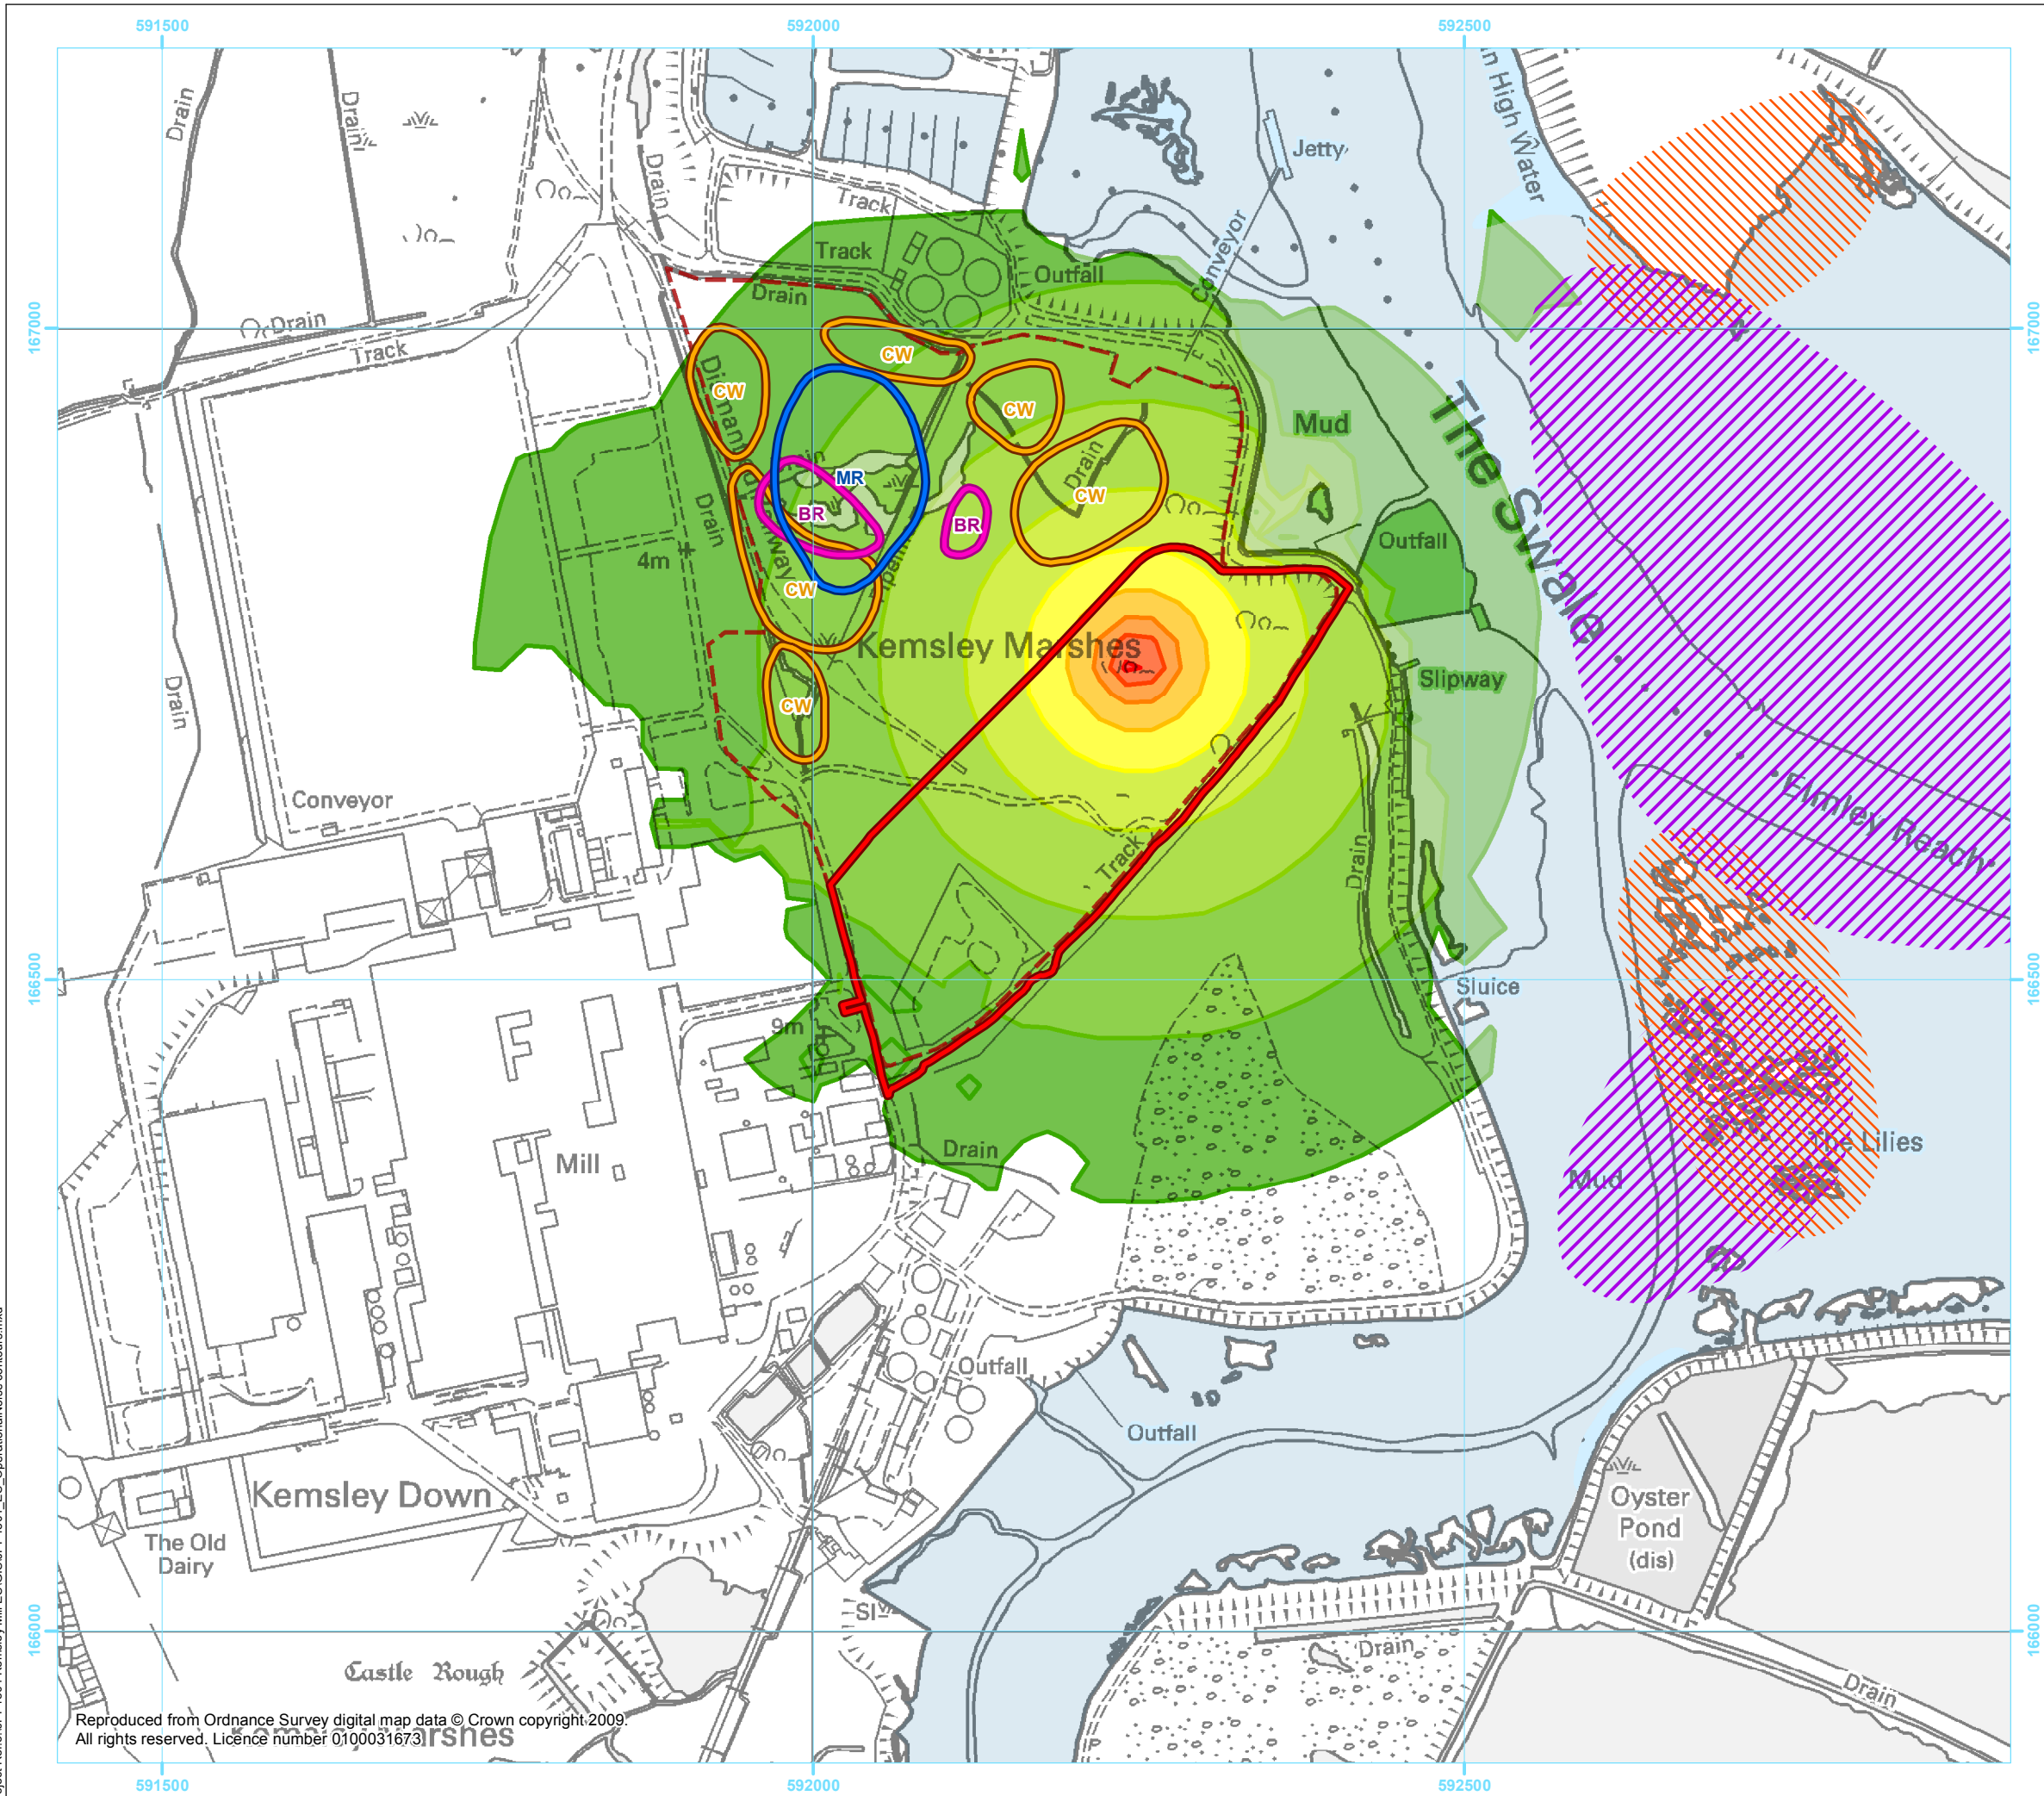 591500
592000
592500
Drain
Drain
Drain
Jetty
n High Water
Track
Conveyor
Track
Outfall
Drain
167000
167000
Drain
Track
CW
CW
CW
Mud
The Swale
Drain
CW
MR
BR
BR
Drain
Outfall
4m
CW
Kemsley Marshes
Slipway
Drain
CW
Conveyor
Elmley Reach
Track
Drain
166500
166500
Sluice
9m
Drain
The Lilies
Mill
Mud
Outfall
Outfall
Kemsley Down
Oyster
Pond
(dis)
The Old
Dairy
166000
166000
Drain
Castle Rough
Drain
Reproduced from Ordnance Survey digital map data © Crown copyright 2009.
All rights reserved. Licence number 0100031673.
591500
592000
592500